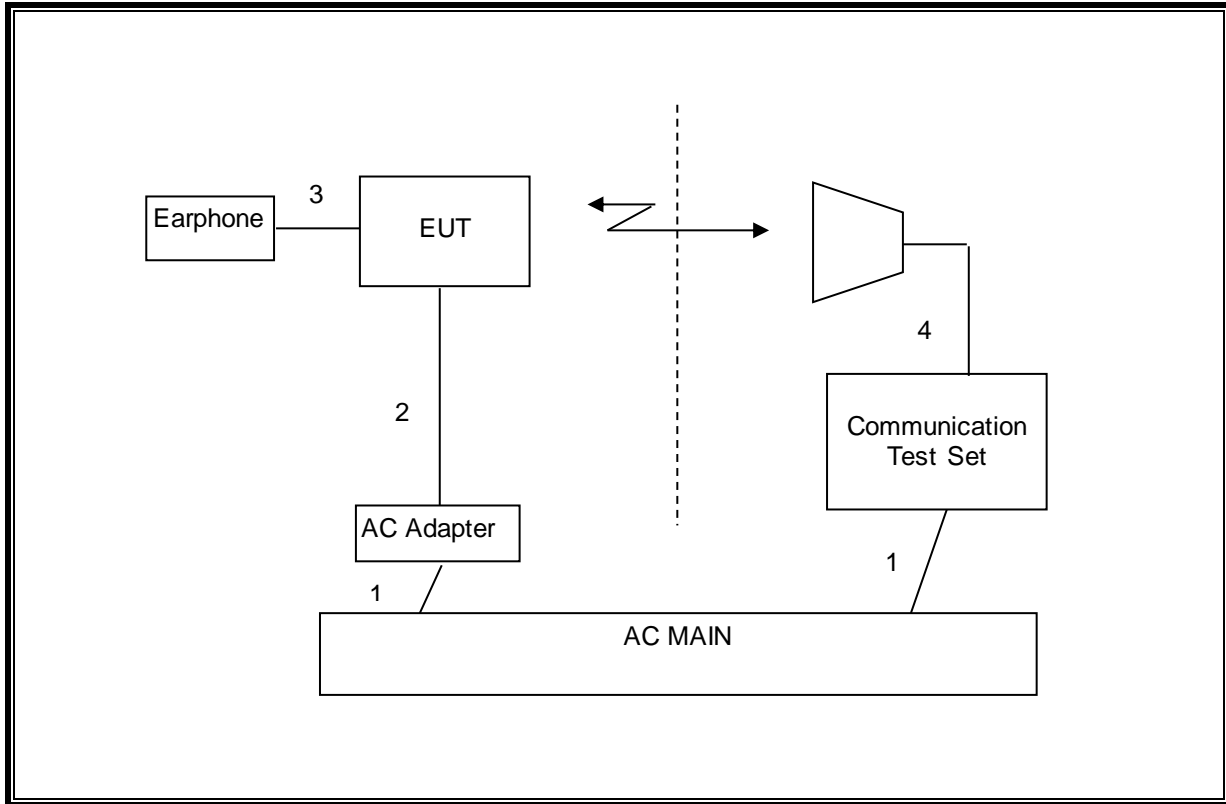 3
Earphone
EUT
4
2
Communication
Test Set
AC Adapter
1
1
AC MAIN